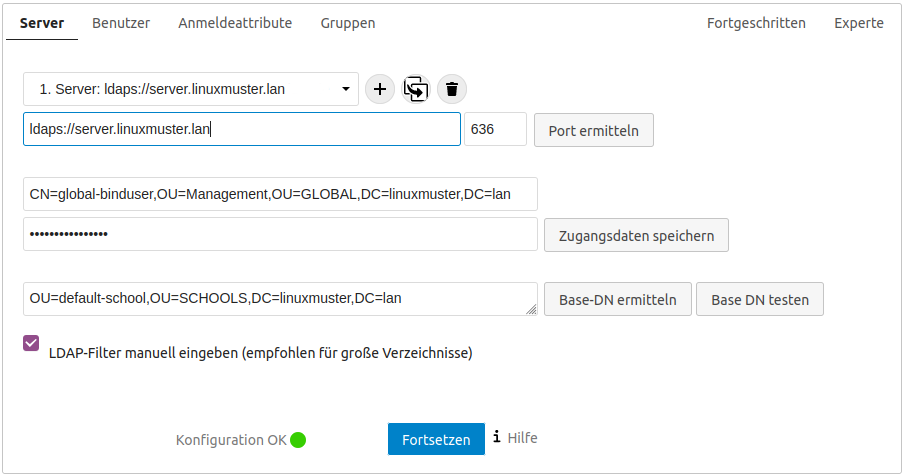 Server Benutzer Anmeldeattribute Gruppen Fortgeschritten Experte
1. Server: ldaps://server.linuxmuster.lan
ldaps://server.linuxmuster.lan 636 Port ermitteln
CN=global-binduser,OU=Management,OU=GLOBAL,DC=linuxmuster,DC=lan
•••••••••••••••• Zugangsdaten speichern
OU=default-school,OU=SCHOOLS,DC=linuxmuster,DC=lan Base-DN ermitteln Base DN testen
LDAP-Filter manuell eingeben (empfohlen für große Verzeichnisse)
Konfiguration OK Fortsetzen i Hilfe